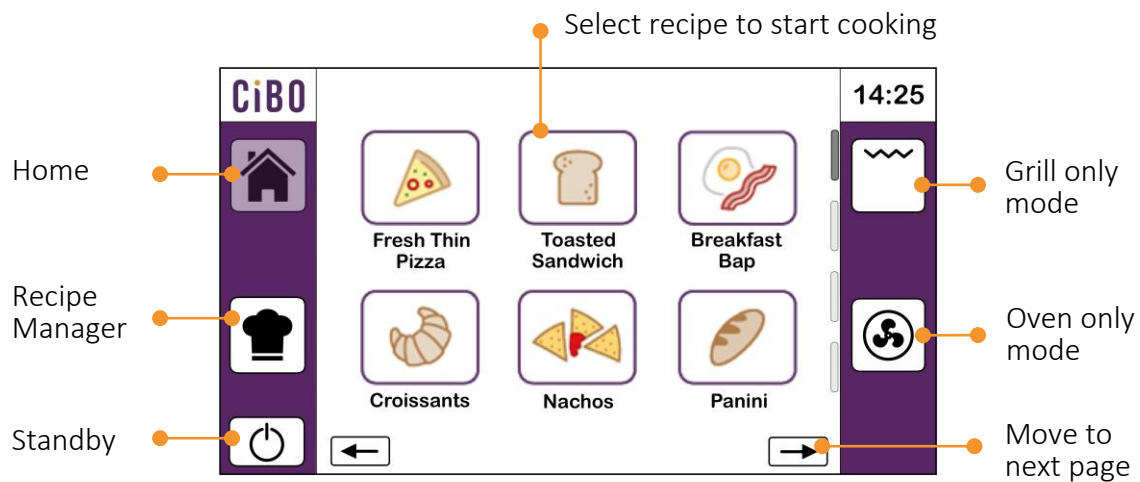 Select recipe to start cooking
CiBO
14:25
Home
Grill only
mode
Fresh Thin
Pizza
Toasted
Sandwich
Breakfast
Bap
Recipe
Manager
Oven only
mode
Croissants
Nachos
Panini
Standby
Move to
next page